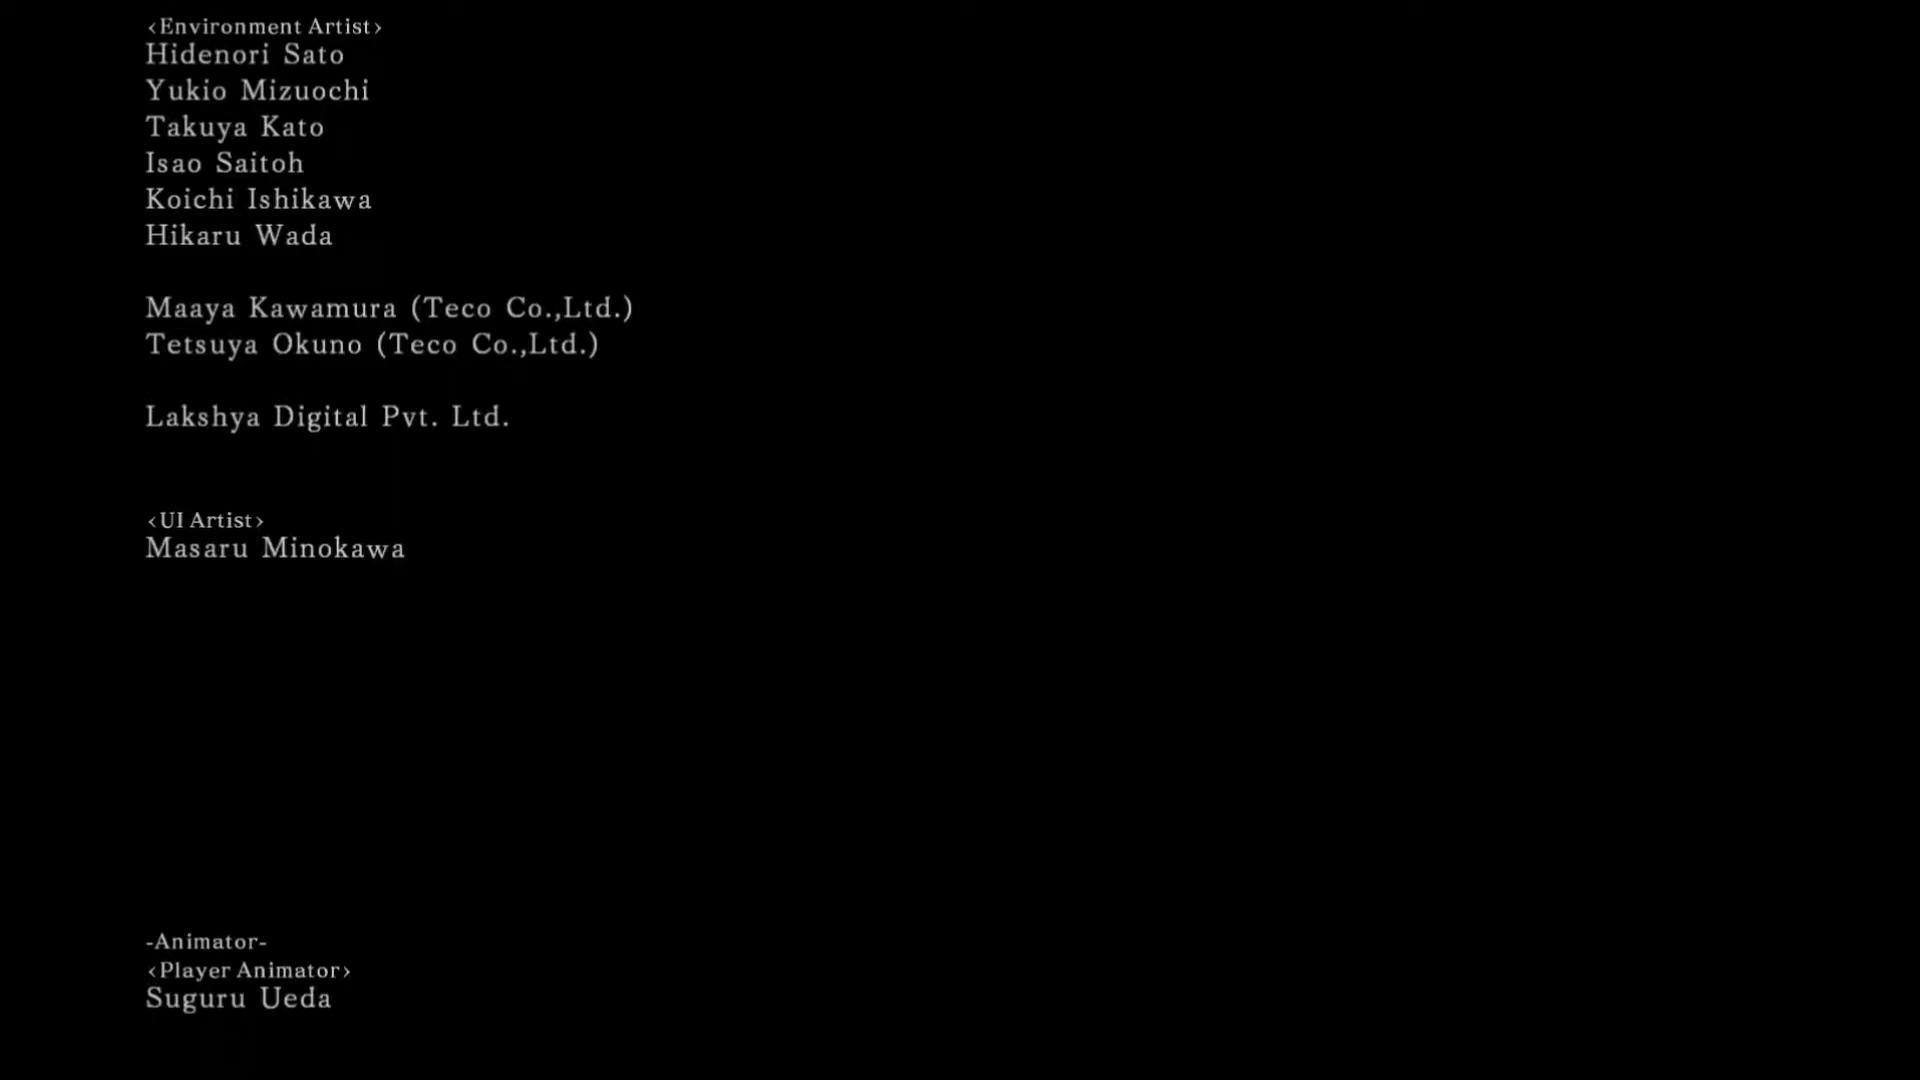 ‹Environment Artist›
Hidenori Sato
Yukio Mizuochi
Takuya Kato
Isao Saitoh
Koichi Ishikawa
Hikaru Wada
Maaya Kawamura (Teco Co.,Ltd.)
Tetsuya Okuno (Teco Co.,Ltd.)
Lakshya Digital Pvt. Ltd.
‹UI Artist›
Masaru Minokawa
-Animator-
‹Player Animator›
Suguru Ueda